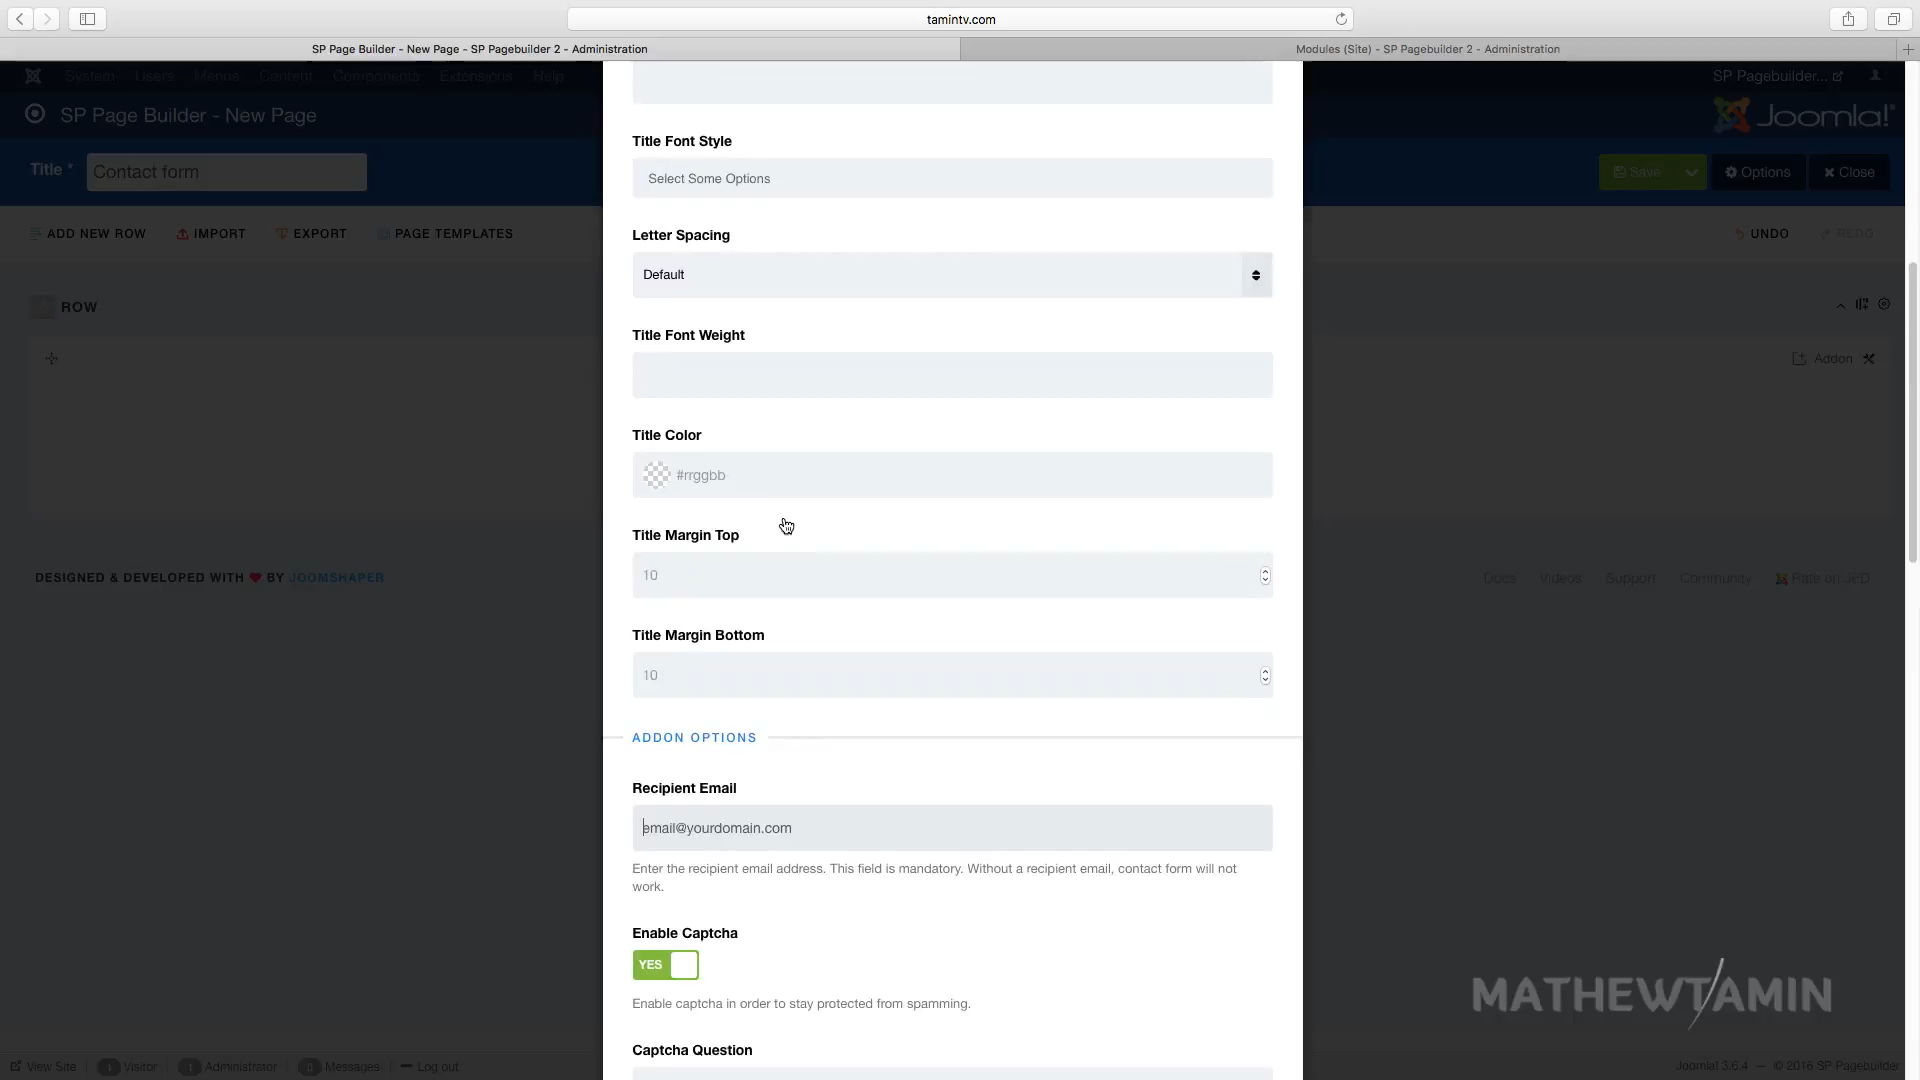 tamintv.com
SP Page Builder - New Page - SP Pagebuilder 2 - Administration
Modules (Site) - SP Pagebuilder 2 - Administration
System Users Menus Content Components Extensions Help
SP Pagebuilder...
SP Page Builder - New Page
Joomla!
Title *
Contact form
Save
Options
Close
ADD NEW ROW
IMPORT
EXPORT
PAGE TEMPLATES
UNDO
REDO
ROW
Addon
Title Font Style
Select Some Options
Letter Spacing
Default
Title Font Weight
Title Color
#rrggbb
Title Margin Top
10
Title Margin Bottom
10
ADDON OPTIONS
Recipient Email
email@yourdomain.com
Enter the recipient email address. This field is mandatory. Without a recipient email, contact form will not
work.
Enable Captcha
YES
Enable captcha in order to stay protected from spamming.
Captcha Question
DESIGNED & DEVELOPED WITH ♥ BY JOOMSHAPER
Docs Videos Support Community Rate on JED
MATHEWTAMIN
View Site
1 Visitor
1 Administrator
0 Messages
Log out
Joomla! 3.6.4 — © 2016 SP Pagebuilder